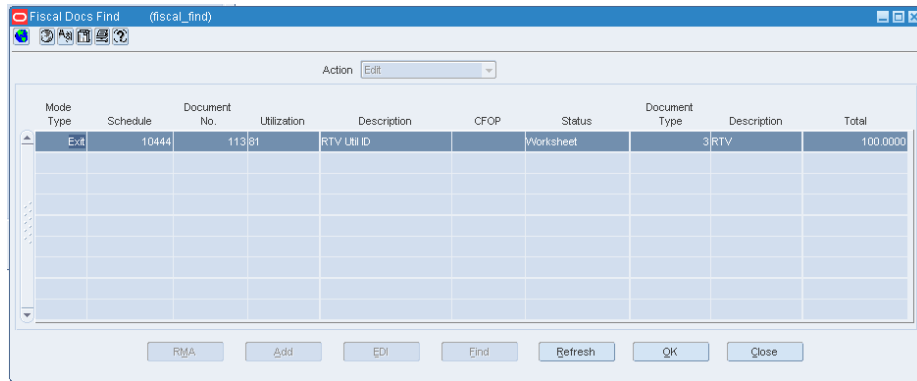 Fiscal Docs Find (fiscal_find)
Action Edit
Mode Type Schedule Document No. Utilization Description CFOP Status Document Type Description Total
Exit 10444 113 81 RTV Util ID Worksheet 3 RTV 100.0000
RMA Add EDI Find Refresh OK Close